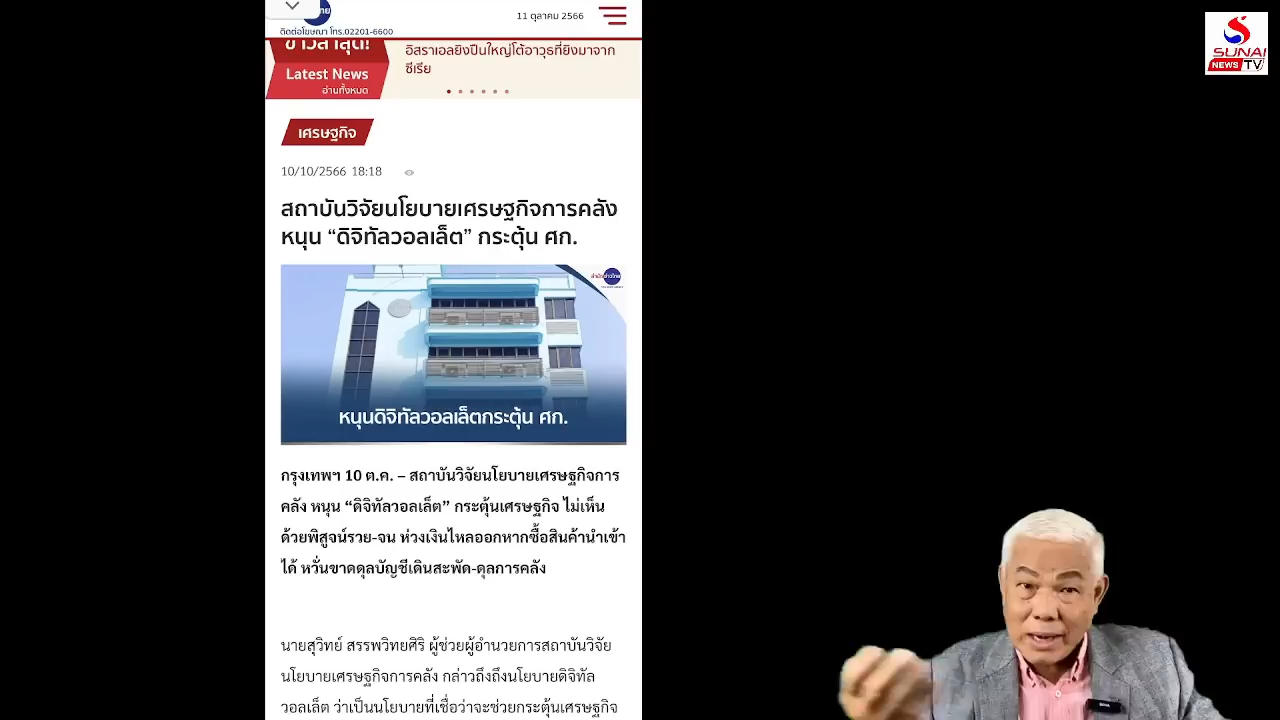 ไทย
11 ตุลาคม 2566
ติดต่อโฆษณา โทร.02201-6600
ข่าวล่าสุด!
Latest News
อ่านทั้งหมด
อิสราเอลยิงปืนใหญ่โต้อาวุธที่ยิงมาจาก
ซีเรีย
SUNAI
NEWS TV
เศรษฐกิจ
10/10/2566 18:18
สถาบันวิจัยนโยบายเศรษฐกิจการคลัง
หนุน “ดิจิทัลวอลเล็ต” กระตุ้น ศก.
สำนักข่าวไทย
หนุนดิจิทัลวอลเล็ตกระตุ้น ศก.
กรุงเทพฯ 10 ต.ค. – สถาบันวิจัยนโยบายเศรษฐกิจการ
คลัง หนุน “ดิจิทัลวอลเล็ต” กระตุ้นเศรษฐกิจ ไม่เห็น
ด้วยพิสูจน์รวย-จน ห่วงเงินไหลออกหากซื้อสินค้านำเข้า
ได้ หวั่นขาดดุลบัญชีเดินสะพัด-ดุลการคลัง
นายสุวิทย์ สรรพวิทยศิริ ผู้ช่วยผู้อำนวยการสถาบันวิจัย
นโยบายเศรษฐกิจการคลัง กล่าวถึงถึงนโยบายดิจิทัล
วอลเล็ต ว่าเป็นนโยบายที่เชื่อว่าจะช่วยกระตุ้นเศรษฐกิจ